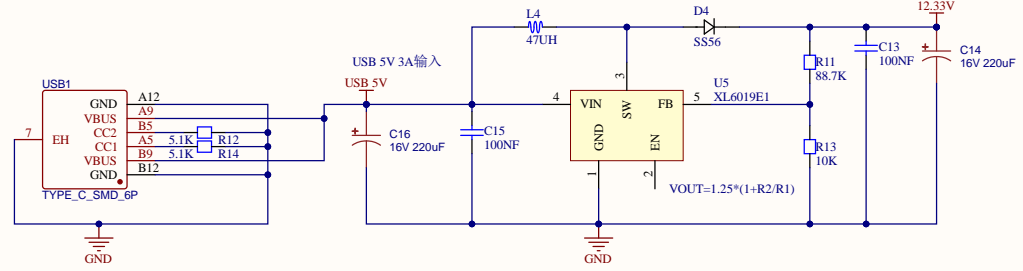 L4
47UH
D4
SS56
12.33V
USB 5V 3A输入
USB 5V
C16
16V 220uF
C15
100NF
U5
XL6019E1
4
VIN
3
SW
FB
5
GND
1
EN
2
VOUT=1.25*(1+R2/R1)
R11
88.7K
R13
10K
C13
100NF
C14
16V 220uF
USB1
7
EH
GND
A12
VBUS
A9
CC2
B5
CC1
A5
VBUS
B9
GND
B12
5.1K
R12
5.1K
R14
TYPE_C_SMD_6P
GND
GND